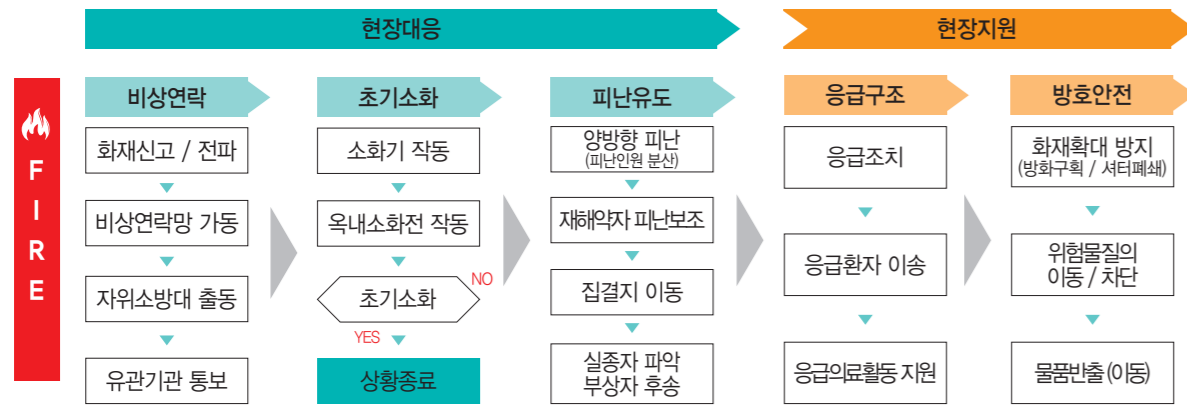 현장대응
현장지원
FIRE
비상연락
화재신고 / 전파
비상연락망 가동
자위소방대 출동
유관기관 통보
초기소화
소화기 작동
옥내소화전 작동
초기소화
NO
YES
상황종료
피난유도
양방향 피난
(피난인원 분산)
재해약자 피난보조
집결지 이동
실종자 파악
부상자 후송
응급구조
응급조치
응급환자 이송
응급의료활동 지원
방호안전
화재확대 방지
(방화구획 / 셔터폐쇄)
위험물질의
이동 / 차단
물품반출 (이동)